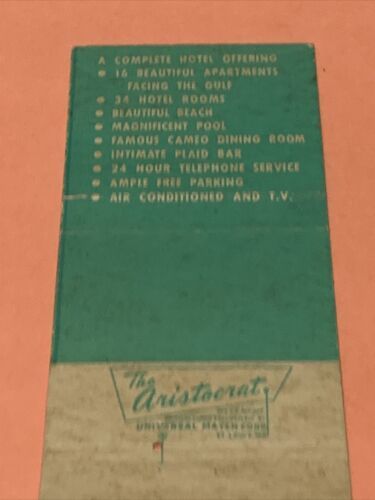 A COMPLETE HOTEL OFFERING
• 16 BEAUTIFUL APARTMENTS
FACING THE GULF
• 34 HOTEL ROOMS
• BEAUTIFUL BEACH
• MAGNIFICENT POOL
• FAMOUS CAMEO DINING ROOM
• INTIMATE PLAID BAR
• 24 HOUR TELEPHONE SERVICE
• AMPLE FREE PARKING
• AIR CONDITIONED AND T.V.
The
Aristocrat
UNIVERSAL MATCH CORP.